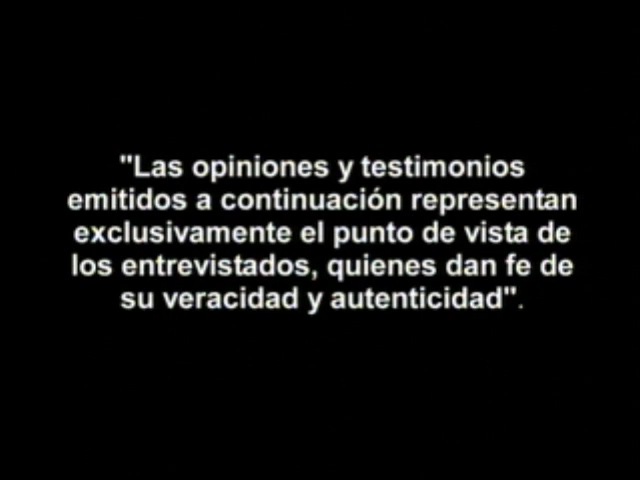 "Las opiniones y testimonios
emitidos a continuación representan
exclusivamente el punto de vista de
los entrevistados, quienes dan fe de
su veracidad y autenticidad".